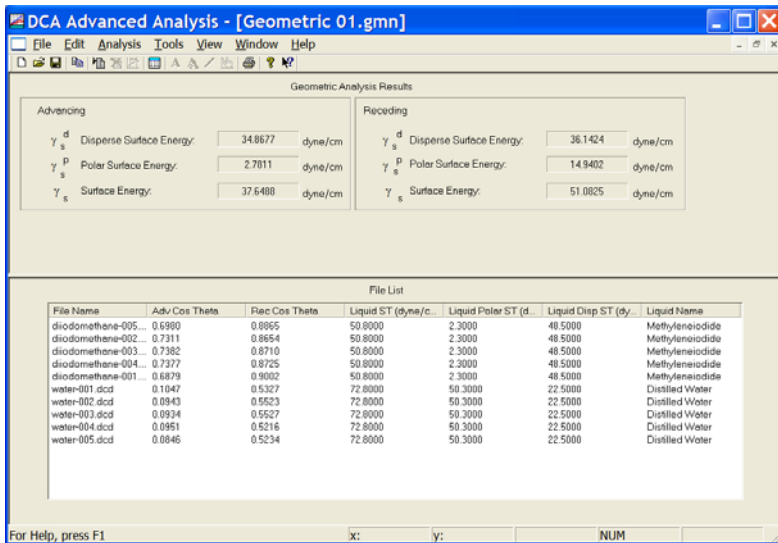 DCA Advanced Analysis - [Geometric 01.gmn]
File Edit Analysis Tools View Window Help
Geometric Analysis Results
Advancing
γ s d Disperse Surface Energy: 34.8677 dyne/cm
γ s p Polar Surface Energy: 2.7811 dyne/cm
γ s Surface Energy: 37.6488 dyne/cm
Receding
γ s d Disperse Surface Energy: 36.1424 dyne/cm
γ s p Polar Surface Energy: 14.9402 dyne/cm
γ s Surface Energy: 51.0825 dyne/cm
File List
File Name Adv Cos Theta Rec Cos Theta Liquid ST (dyne/c... Liquid Polar ST (d... Liquid Disp ST (dy... Liquid Name
diiodomethane-005... 0.6980 0.8865 50.8000 2.3000 48.5000 Methyleneiodide
diiodomethane-002... 0.7311 0.8654 50.8000 2.3000 48.5000 Methyleneiodide
diiodomethane-003... 0.7382 0.8710 50.8000 2.3000 48.5000 Methyleneiodide
diiodomethane-004... 0.7377 0.8725 50.8000 2.3000 48.5000 Methyleneiodide
diiodomethane-001... 0.6879 0.9002 50.8000 2.3000 48.5000 Methyleneiodide
water-001.dcd 0.1047 0.5327 72.8000 50.3000 22.5000 Distilled Water
water-002.dcd 0.0943 0.5523 72.8000 50.3000 22.5000 Distilled Water
water-003.dcd 0.0934 0.5527 72.8000 50.3000 22.5000 Distilled Water
water-004.dcd 0.0951 0.5216 72.8000 50.3000 22.5000 Distilled Water
water-005.dcd 0.0846 0.5234 72.8000 50.3000 22.5000 Distilled Water
For Help, press F1 x: y: NUM